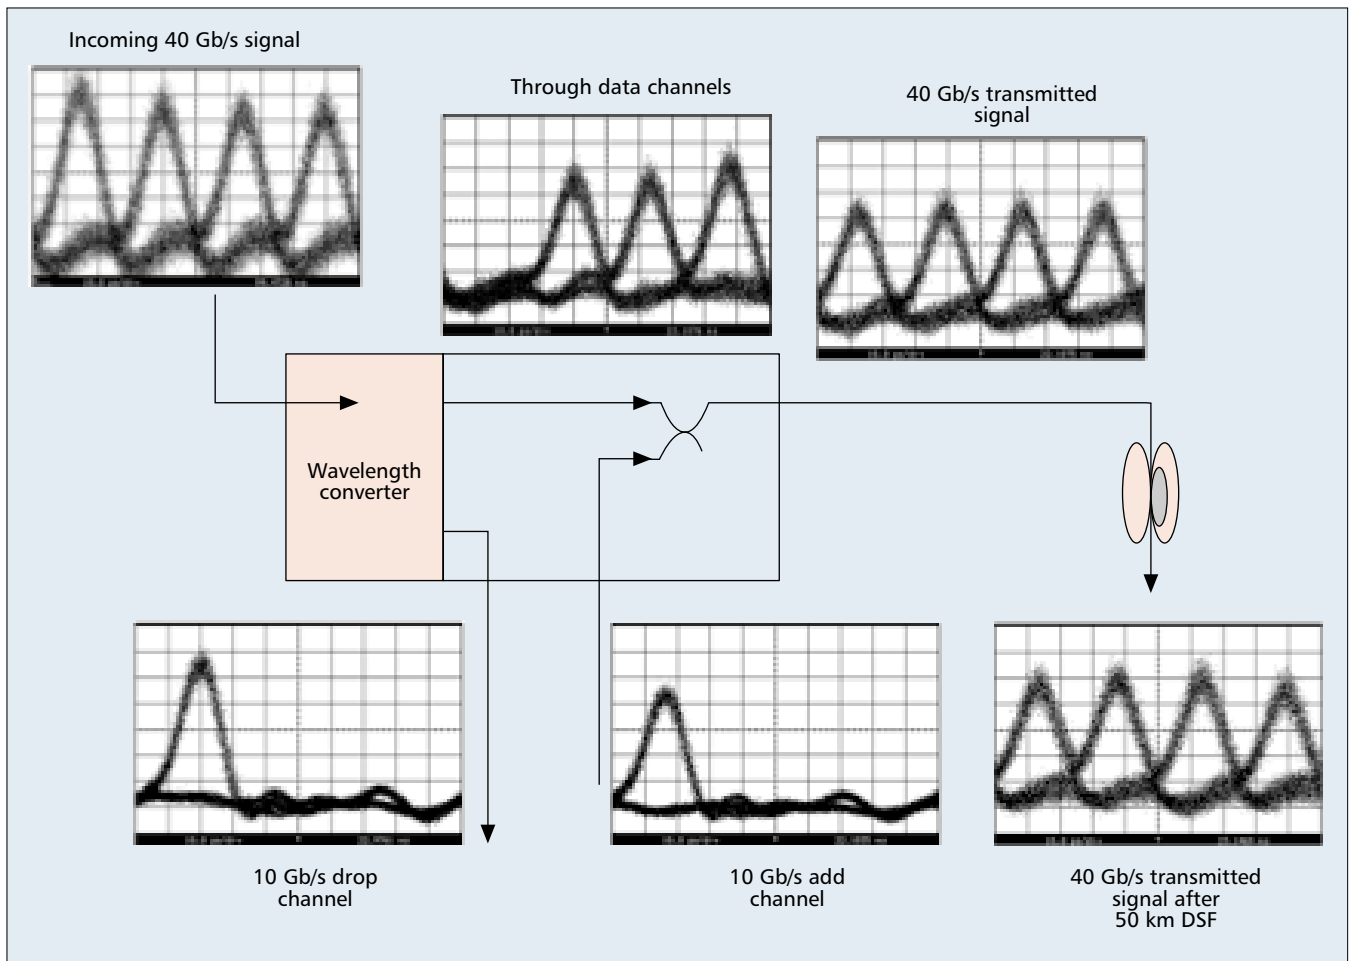 Incoming 40 Gb/s signal
Through data channels
40 Gb/s transmitted
signal
Wavelength
converter
10 Gb/s drop
channel
10 Gb/s add
channel
40 Gb/s transmitted
signal after
50 km DSF